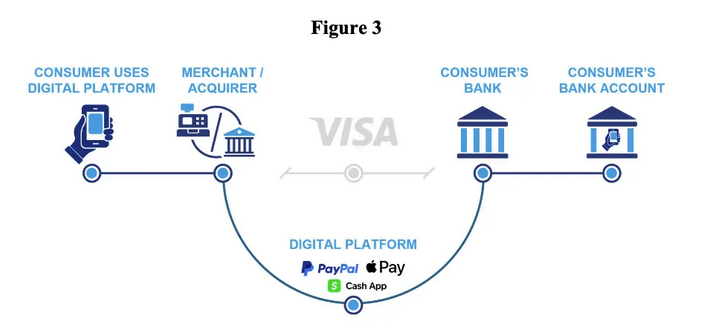 Figure 3
CONSUMER USES
DIGITAL PLATFORM
MERCHANT /
ACQUIRER
VISA
CONSUMER'S
BANK
CONSUMER'S
BANK ACCOUNT
DIGITAL PLATFORM
PayPal
Pay
Cash App